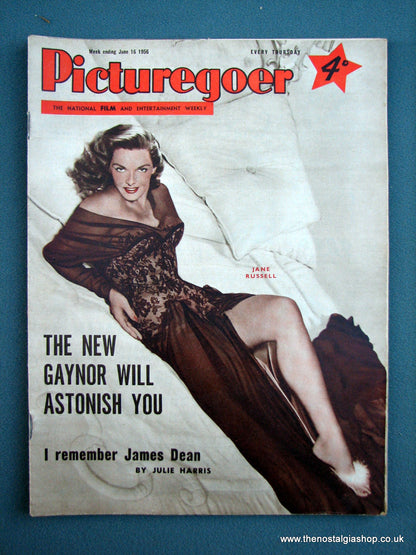 Week ending June 16 1956
EVERY THURSDAY
Picturegoer
4D
THE NATIONAL FILM AND ENTERTAINMENT WEEKLY
JANE
RUSSELL
THE NEW
GAYNOR WILL
ASTONISH YOU
I remember James Dean
BY JULIE HARRIS
www.thenostalgiashop.co.uk